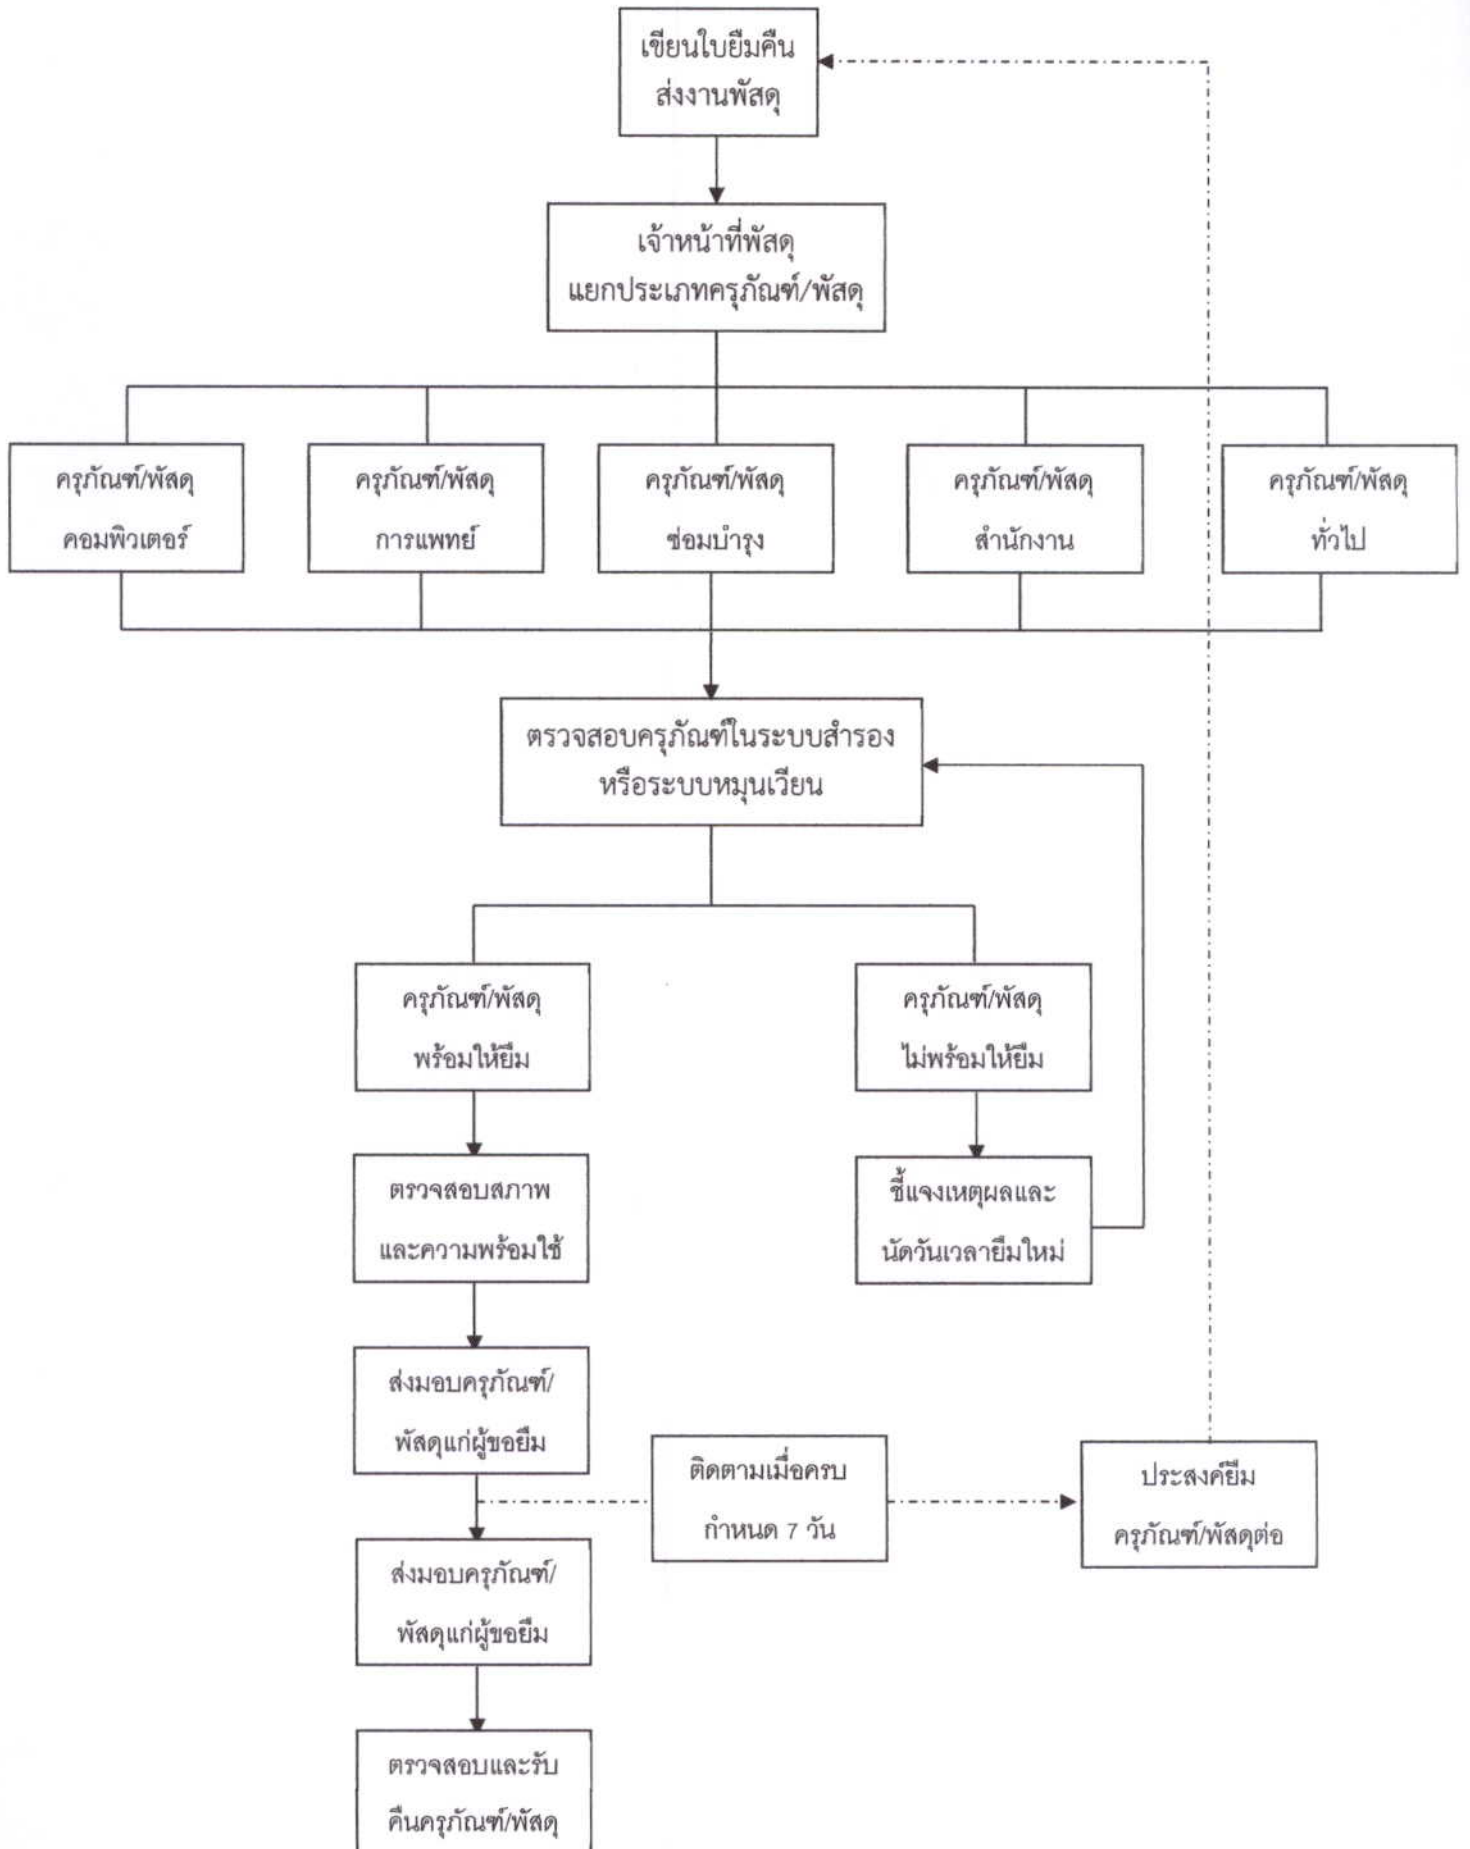 เขียนใบยืมคืน
ส่งงานพัสดุ
เจ้าหน้าที่พัสดุ
แยกประเภทครุภัณฑ์/พัสดุ
ครุภัณฑ์/พัสดุ
คอมพิวเตอร์
ครุภัณฑ์/พัสดุ
การแพทย์
ครุภัณฑ์/พัสดุ
ซ่อมบำรุง
ครุภัณฑ์/พัสดุ
สำนักงาน
ครุภัณฑ์/พัสดุ
ทั่วไป
ตรวจสอบครุภัณฑ์ในระบบสำรอง
หรือระบบหมุนเวียน
ครุภัณฑ์/พัสดุ
พร้อมให้ยืม
ครุภัณฑ์/พัสดุ
ไม่พร้อมให้ยืม
ตรวจสอบสภาพ
และความพร้อมใช้
ชี้แจงเหตุผลและ
นัดวันเวลายืมใหม่
ส่งมอบครุภัณฑ์/
พัสดุแก่ผู้ขอยืม
ติดตามเมื่อครบ
กำหนด 7 วัน
ประสงค์ยืม
ครุภัณฑ์/พัสดุต่อ
ส่งมอบครุภัณฑ์/
พัสดุแก่ผู้ขอยืม
ตรวจสอบและรับ
คืนครุภัณฑ์/พัสดุ